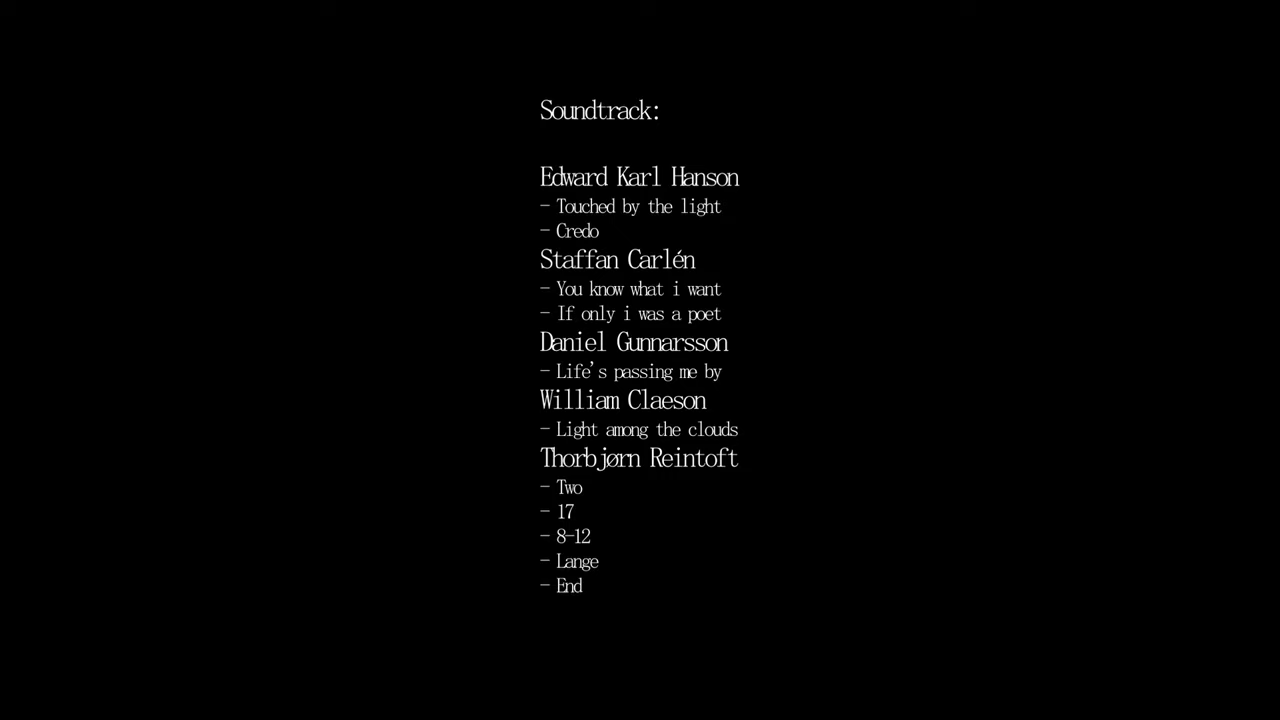 Soundtrack:
Edward Karl Hanson
- Touched by the light
- Credo
Staffan Carlén
- You know what i want
- If only i was a poet
Daniel Gunnarsson
- Life's passing me by
William Claeson
- Light among the clouds
Thorbjørn Reintoft
- Two
- 17
- 8-12
- Lange
- End